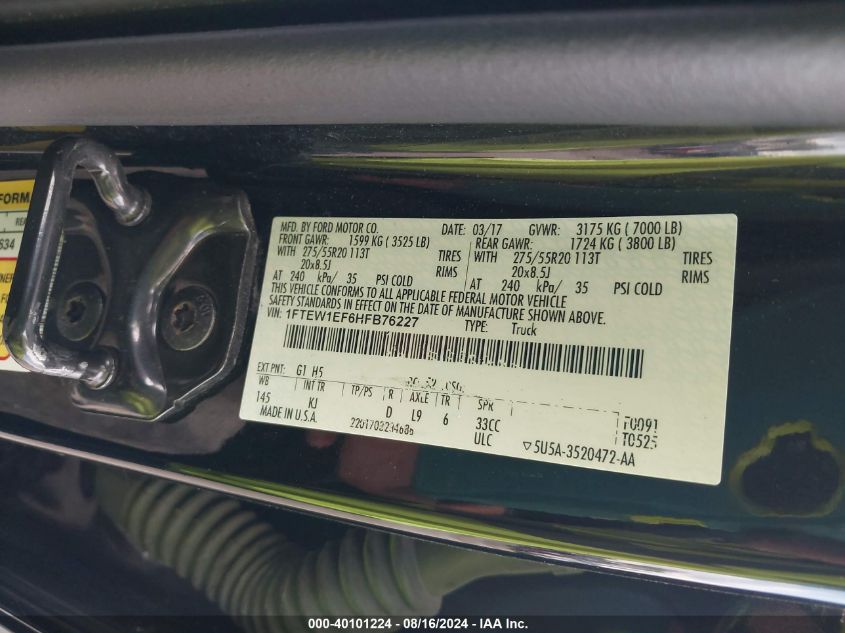 FORM
REA
634
MFD. BY FORD MOTOR CO. DATE: 03/17 GVWR: 3175 KG ( 7000 LB)
FRONT GAWR: 1599 KG ( 3525 LB) REAR GAWR: 1724 KG ( 3800 LB)
WITH 275/55R20 113T TIRES WITH 275/55R20 113T TIRES
20x8.5J RIMS 20x8.5J RIMS
AT 240 kPa/ 35 PSI COLD AT 240 kPa/ 35 PSI COLD
THIS VEHICLE CONFORMS TO ALL APPLICABLE FEDERAL MOTOR VEHICLE
SAFETY STANDARDS IN EFFECT ON THE DATE OF MANUFACTURE SHOWN ABOVE.
VIN: 1FTEW1EF6HFB76227 TYPE: Truck
EXT PNT: G1 H5
WB INT TR TP/PS R AXLE TR SPR
145 KJ D L9 6 33CC F0091
MADE IN U.S.A. ULC T0525
▽5U5A-3520472-AA
000-40101224 - 08/16/2024 - IAA Inc.